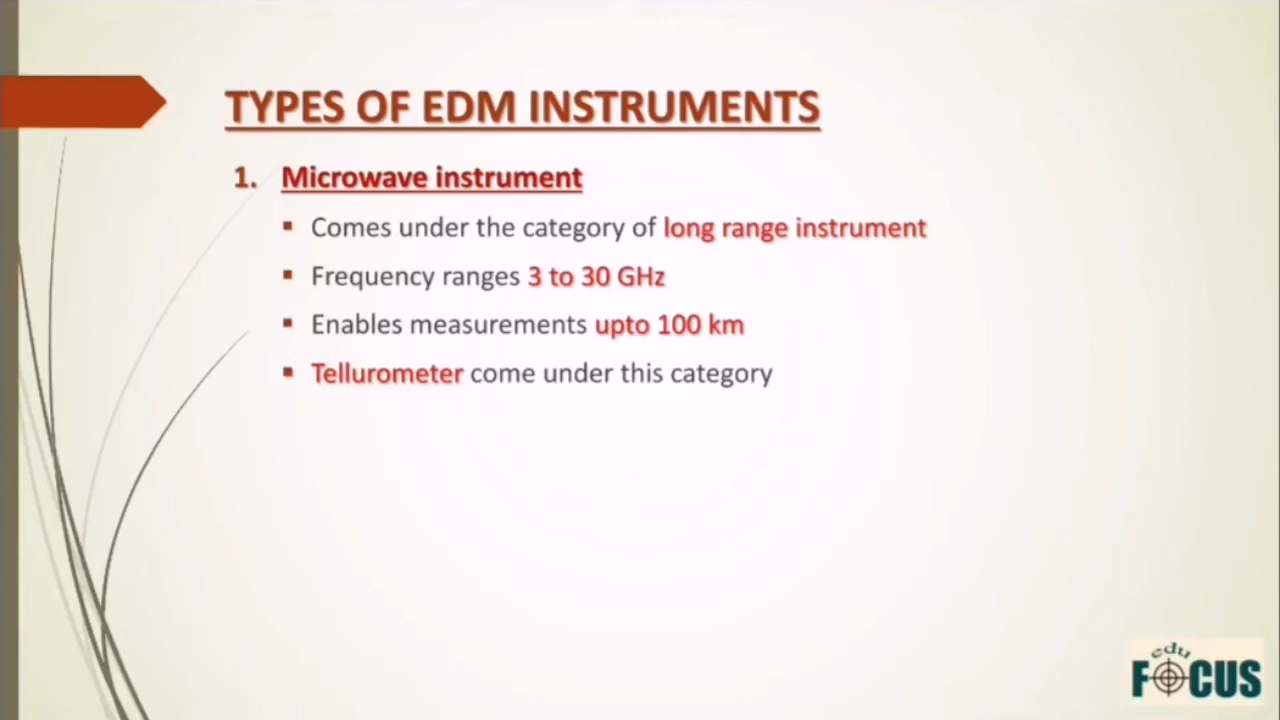 TYPES OF EDM INSTRUMENTS
1. Microwave instrument
▪ Comes under the category of long range instrument
▪ Frequency ranges 3 to 30 GHz
▪ Enables measurements upto 100 km
▪ Tellurometer come under this category
edu
FOCUS